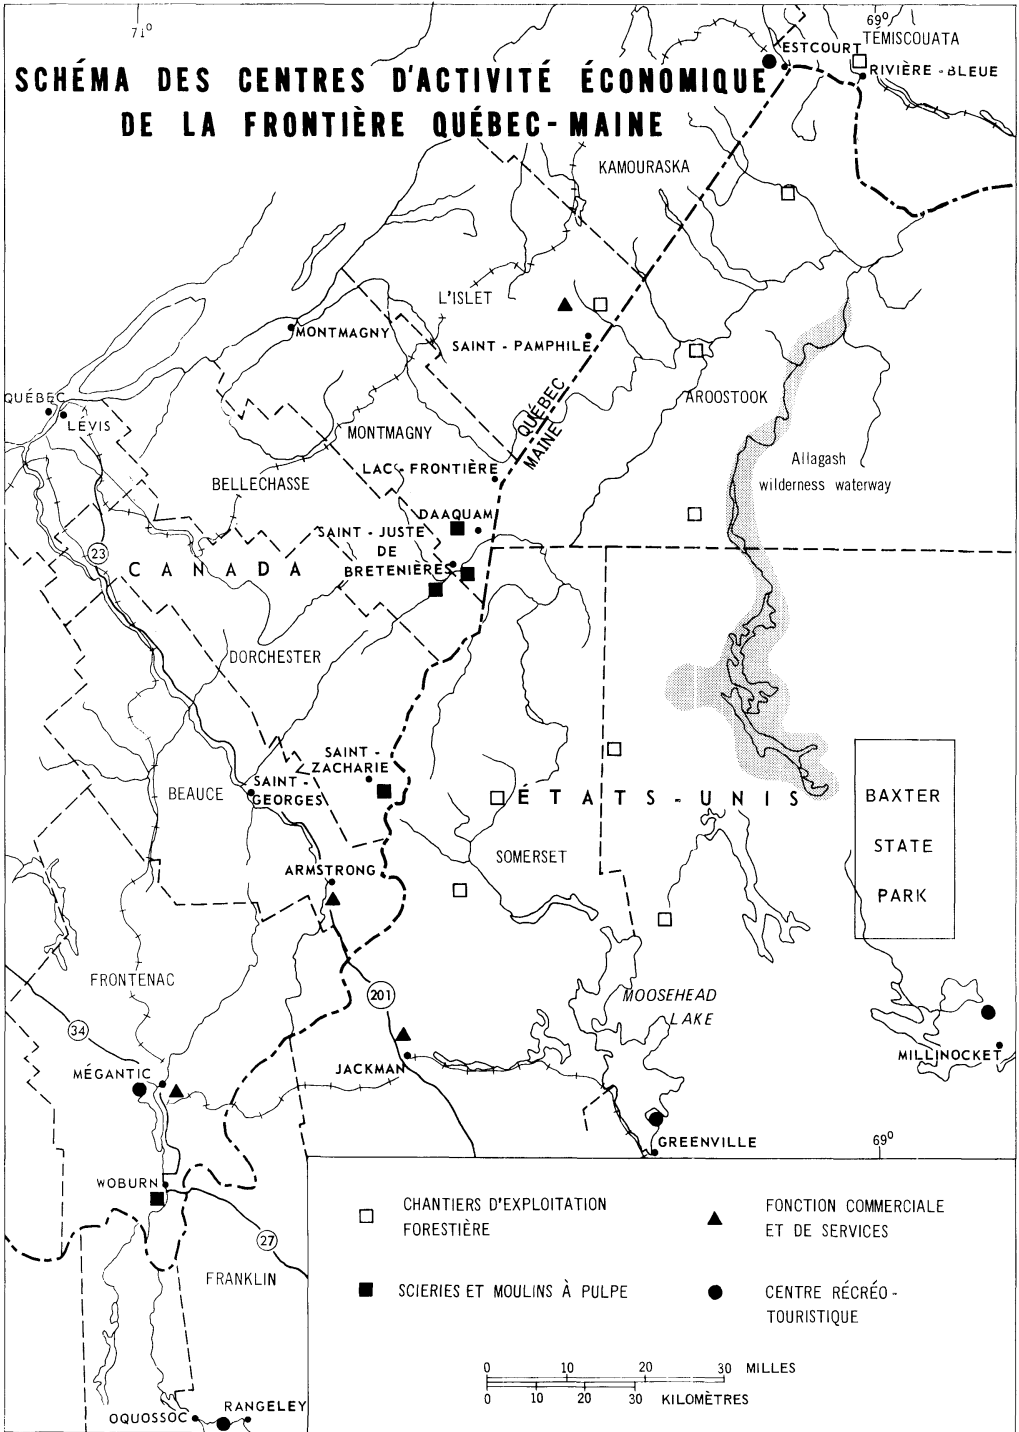 71°
69°
TÉMISCOUATA
ESTCOURT
RIVIÈRE-BLEUE
SCHÉMA DES CENTRES D'ACTIVITÉ ÉCONOMIQUE
DE LA FRONTIÈRE QUÉBEC-MAINE
KAMOURASKA
L'ISLET
MONTMAGNY
SAINT-PAMPHILE
QUÉBEC
LÉVIS
QUÉBEC
MAINE
AROOSTOOK
MONTMAGNY
LAC-FRONTIÈRE
Allagash
wilderness waterway
BELLECHASSE
DAAQUAM
SAINT-JUSTE
DE
BRETENIÈRES
23
CANADA
DORCHESTER
SAINT-
ZACHARIE
BEAUCE
SAINT-
GEORGES
ÉTATS-UNIS
BAXTER
STATE
PARK
SOMERSET
ARMSTRONG
FRONTENAC
201
MOOSEHEAD
LAKE
34
MÉGANTIC
JACKMAN
MILLINOCKET
GREENVILLE
69°
WOBURN
27
FRANKLIN
OQUOSSOC
RANGELEY
CHANTIERS D'EXPLOITATION
FORESTIÈRE
FONCTION COMMERCIALE
ET DE SERVICES
SCIERIES ET MOULINS À PULPE
CENTRE RÉCRÉO-
TOURISTIQUE
0 10 20 30 MILLES
0 10 20 30 KILOMÈTRES